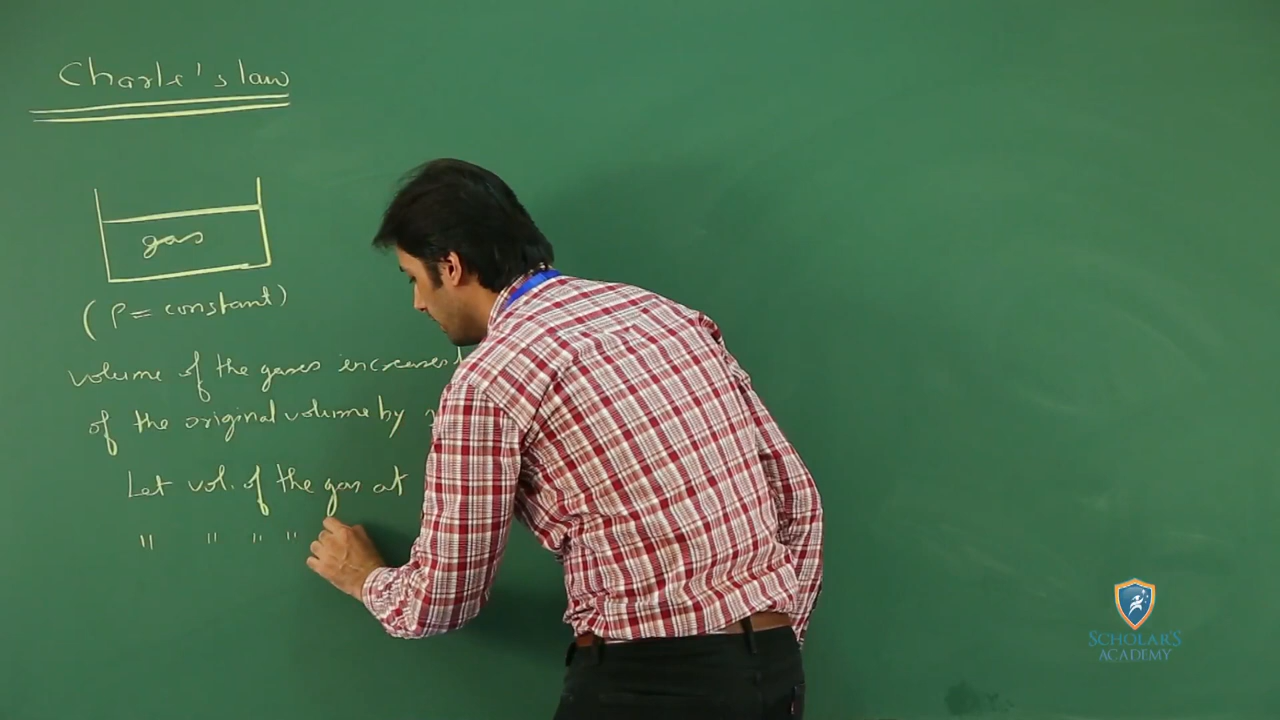 Charle's law
gas
(P = constant)
volume of the gases increases
of the original volume by
Let vol. of the gas at
" " " "
SCHOLAR'S
ACADEMY